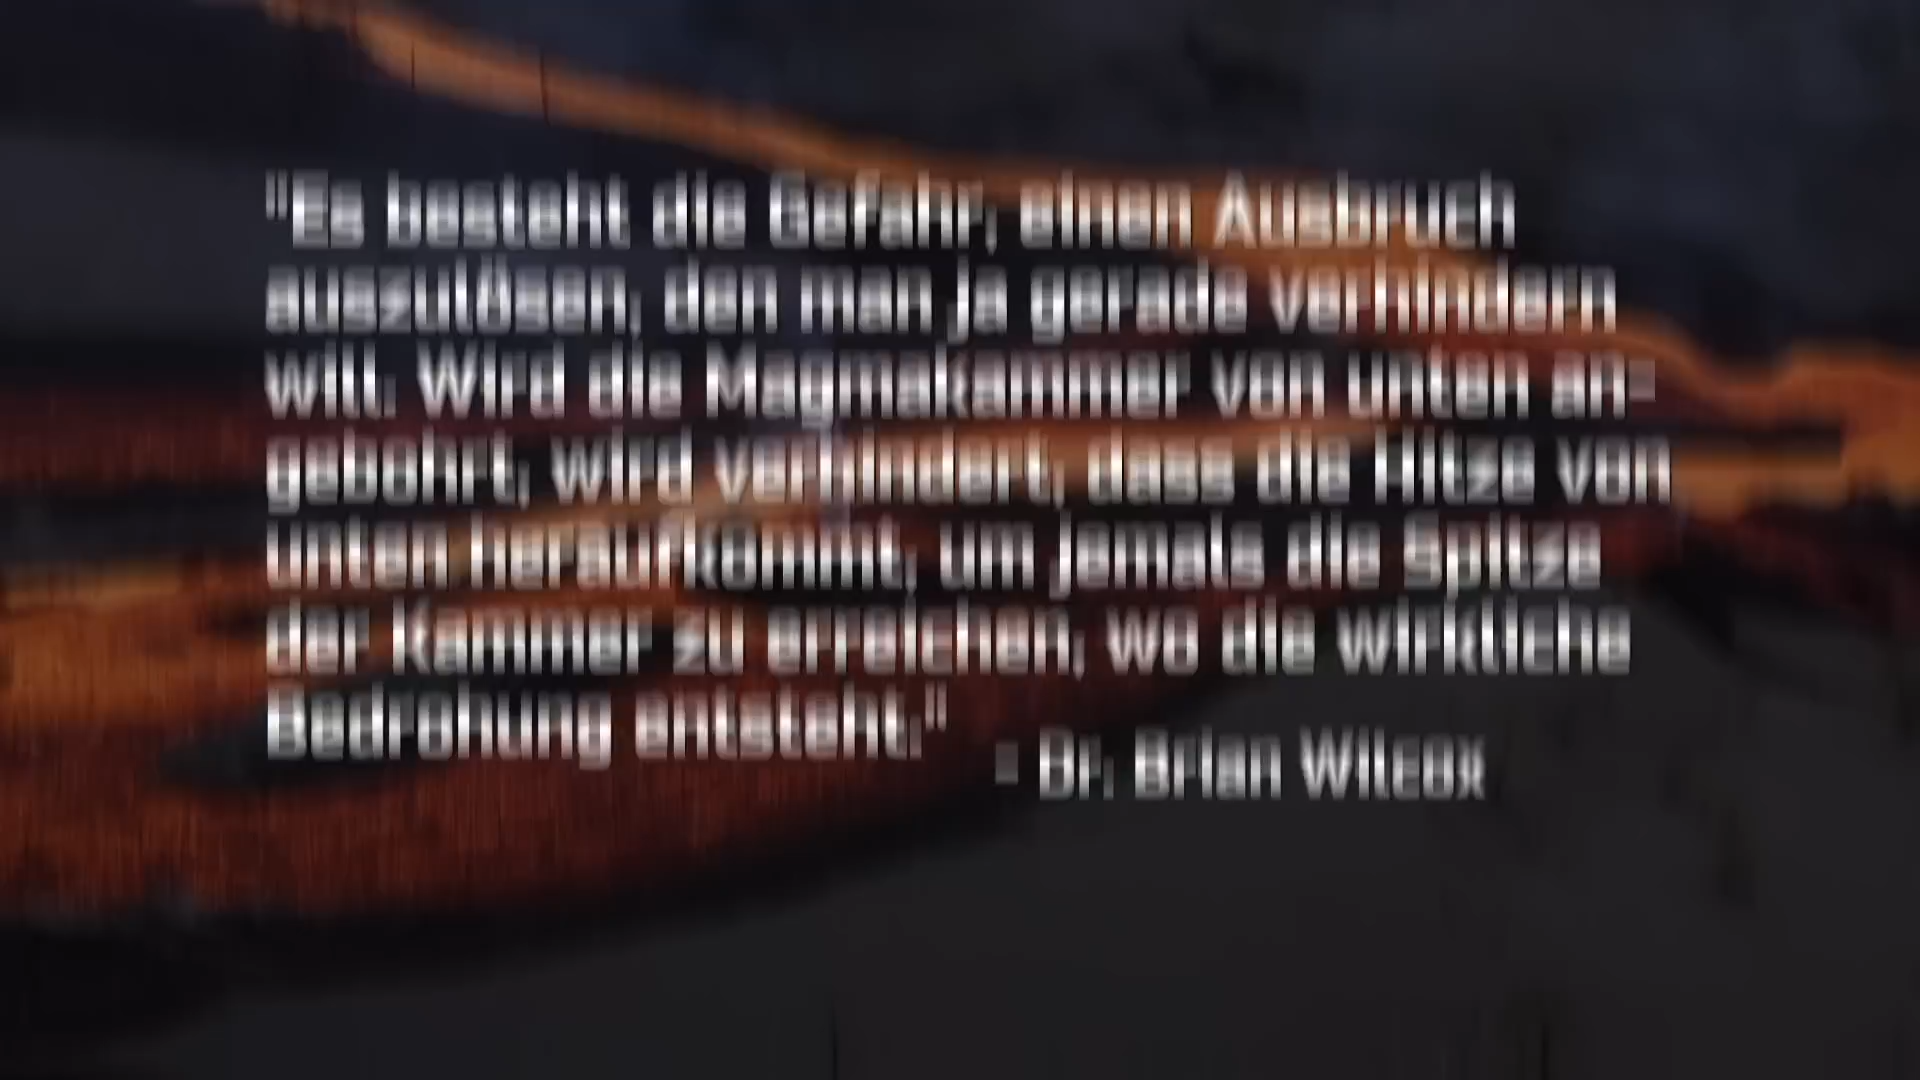 "Es besteht die Gefahr, einen Ausbruch
auszulösen, den man ja gerade verhindern
will. Wird die Magmakammer von unten an-
gebohrt, wird verhindert, dass die Hitze von
unten heraufkommt, um jemals die Spitze
der Kammer zu erreichen, wo die wirkliche
Bedrohung entsteht."
- Dr. Brian Wilcox